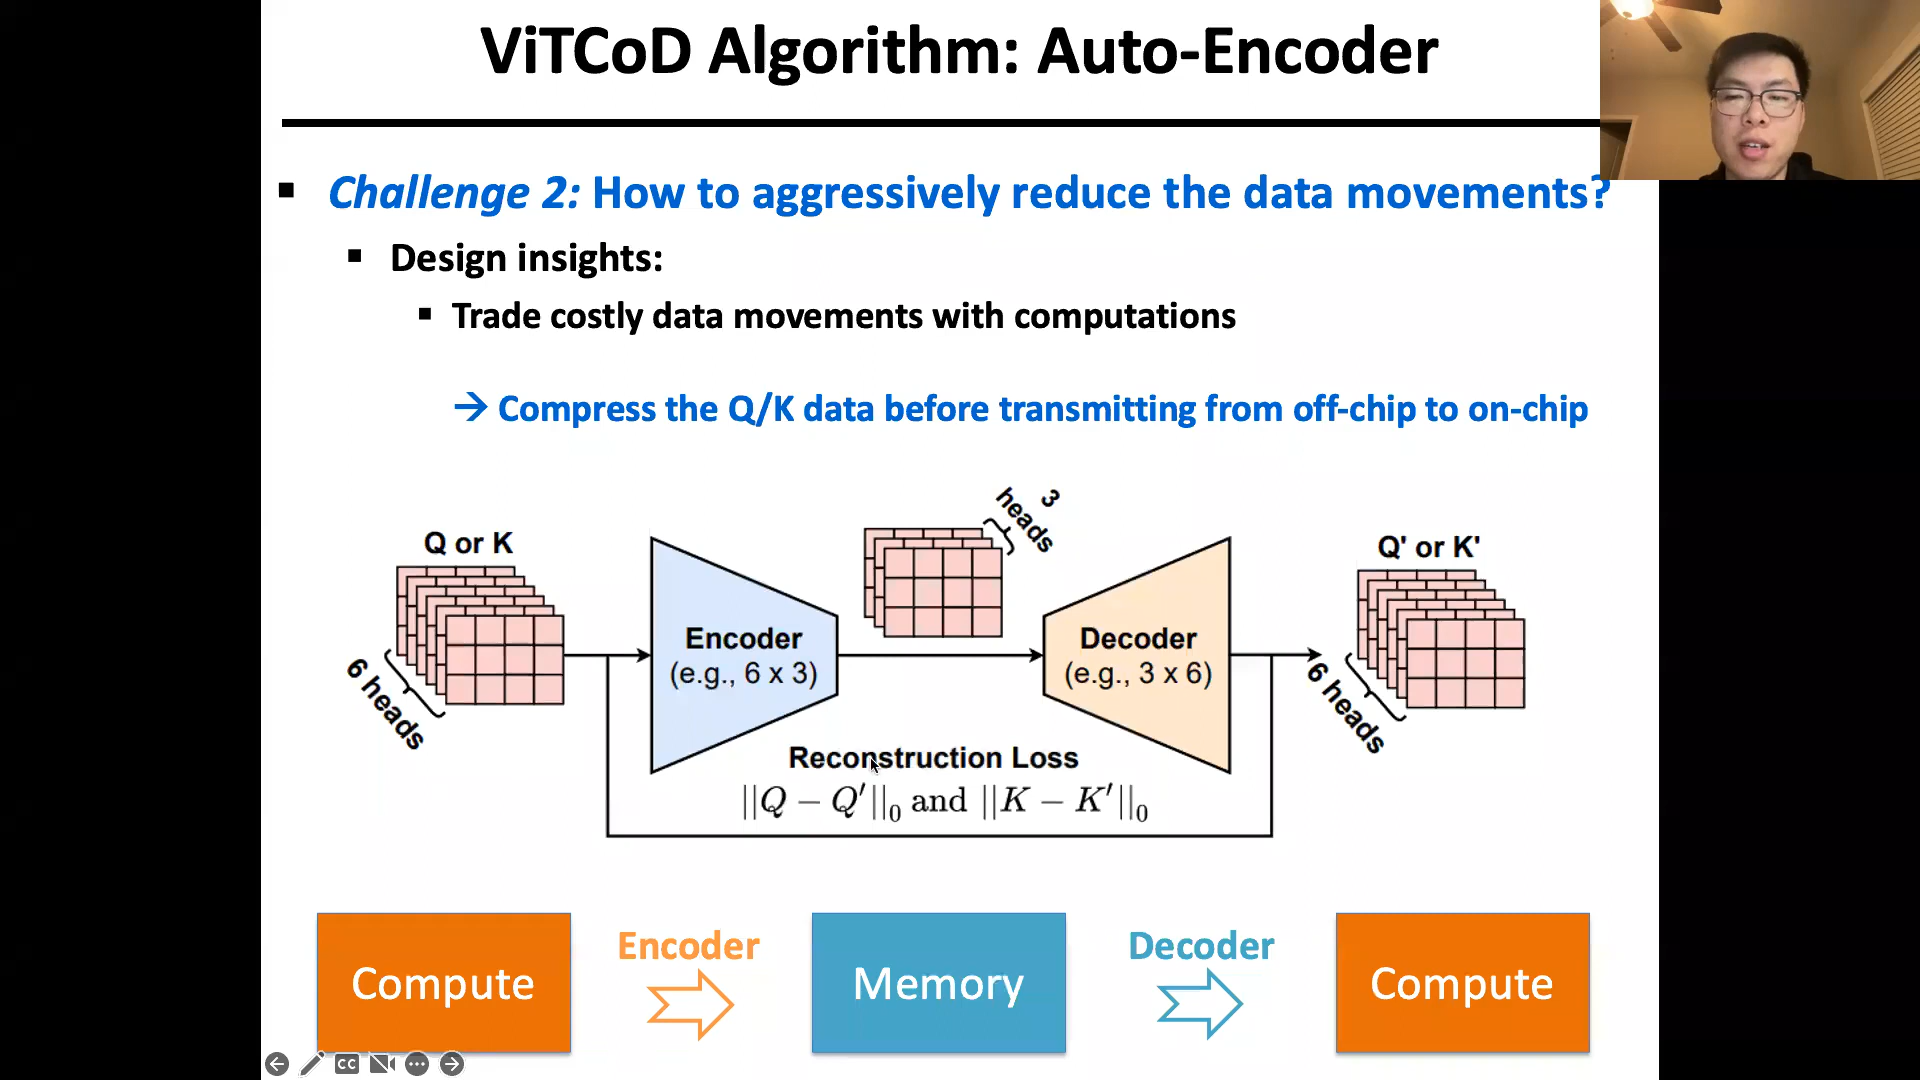 ViTCoD Algorithm: Auto-Encoder
▪ Challenge 2: How to aggressively reduce the data movements?
▪ Design insights:
▪ Trade costly data movements with computations
→ Compress the Q/K data before transmitting from off-chip to on-chip
Q or K
6 heads
Encoder
(e.g., 6 x 3)
3
heads
Decoder
(e.g., 3 x 6)
Q' or K'
6 heads
Reconstruction Loss
||Q − Q′||₀ and ||K − K′||₀
Compute
Encoder
Memory
Decoder
Compute
CC